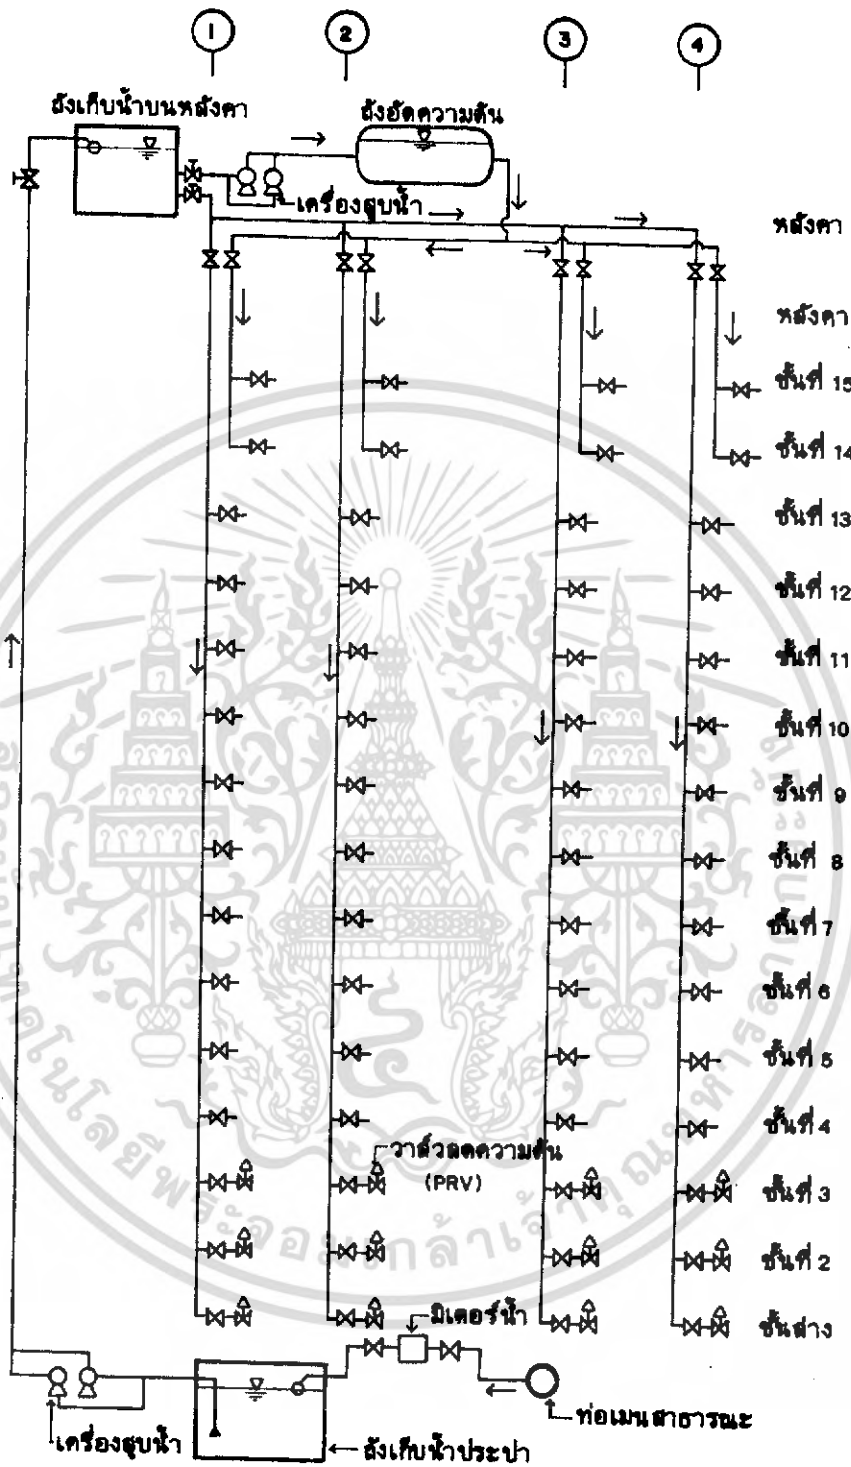 1 2 3 4
ถังเก็บน้ำบนหลังคา
ถังอัดความดัน
เครื่องสูบน้ำ
หลังคา
หลังคา
ชั้นที่ 15
ชั้นที่ 14
ชั้นที่ 13
ชั้นที่ 12
ชั้นที่ 11
ชั้นที่ 10
ชั้นที่ 9
ชั้นที่ 8
ชั้นที่ 7
ชั้นที่ 6
ชั้นที่ 5
ชั้นที่ 4
วาล์วลดความดัน
(PRV)
ชั้นที่ 3
ชั้นที่ 2
มิเตอร์น้ำ
ชั้นล่าง
ท่อเมนสาธารณะ
เครื่องสูบน้ำ
ถังเก็บน้ำประปา